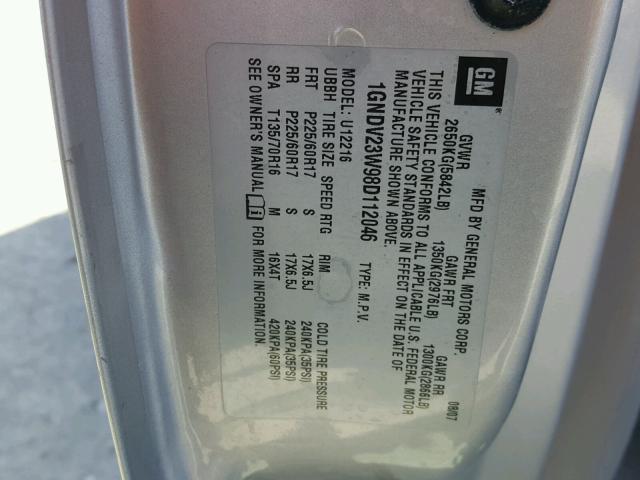 GM
MFD BY GENERAL MOTORS CORP. 08/07
GVWR GAWR FRT GAWR RR
2650KG(5842LB) 1350KG(2976LB) 1300KG(2866LB)
THIS VEHICLE CONFORMS TO ALL APPLICABLE U.S. FEDERAL MOTOR
VEHICLE SAFETY STANDARDS IN EFFECT ON THE DATE OF
MANUFACTURE SHOWN ABOVE.
1GNDV23W98D112046 TYPE: M.P.V.
MODEL: U12216
UBBH TIRE SIZE SPEED RTG RIM COLD TIRE PRESSURE
FRT P225/60R17 S 17X6.5J 240KPA(35PSI)
RR P225/60R17 S 17X6.5J 240KPA(35PSI)
SPA T135/70R16 M 16X4T 420KPA(60PSI)
SEE OWNER'S MANUAL FOR MORE INFORMATION.